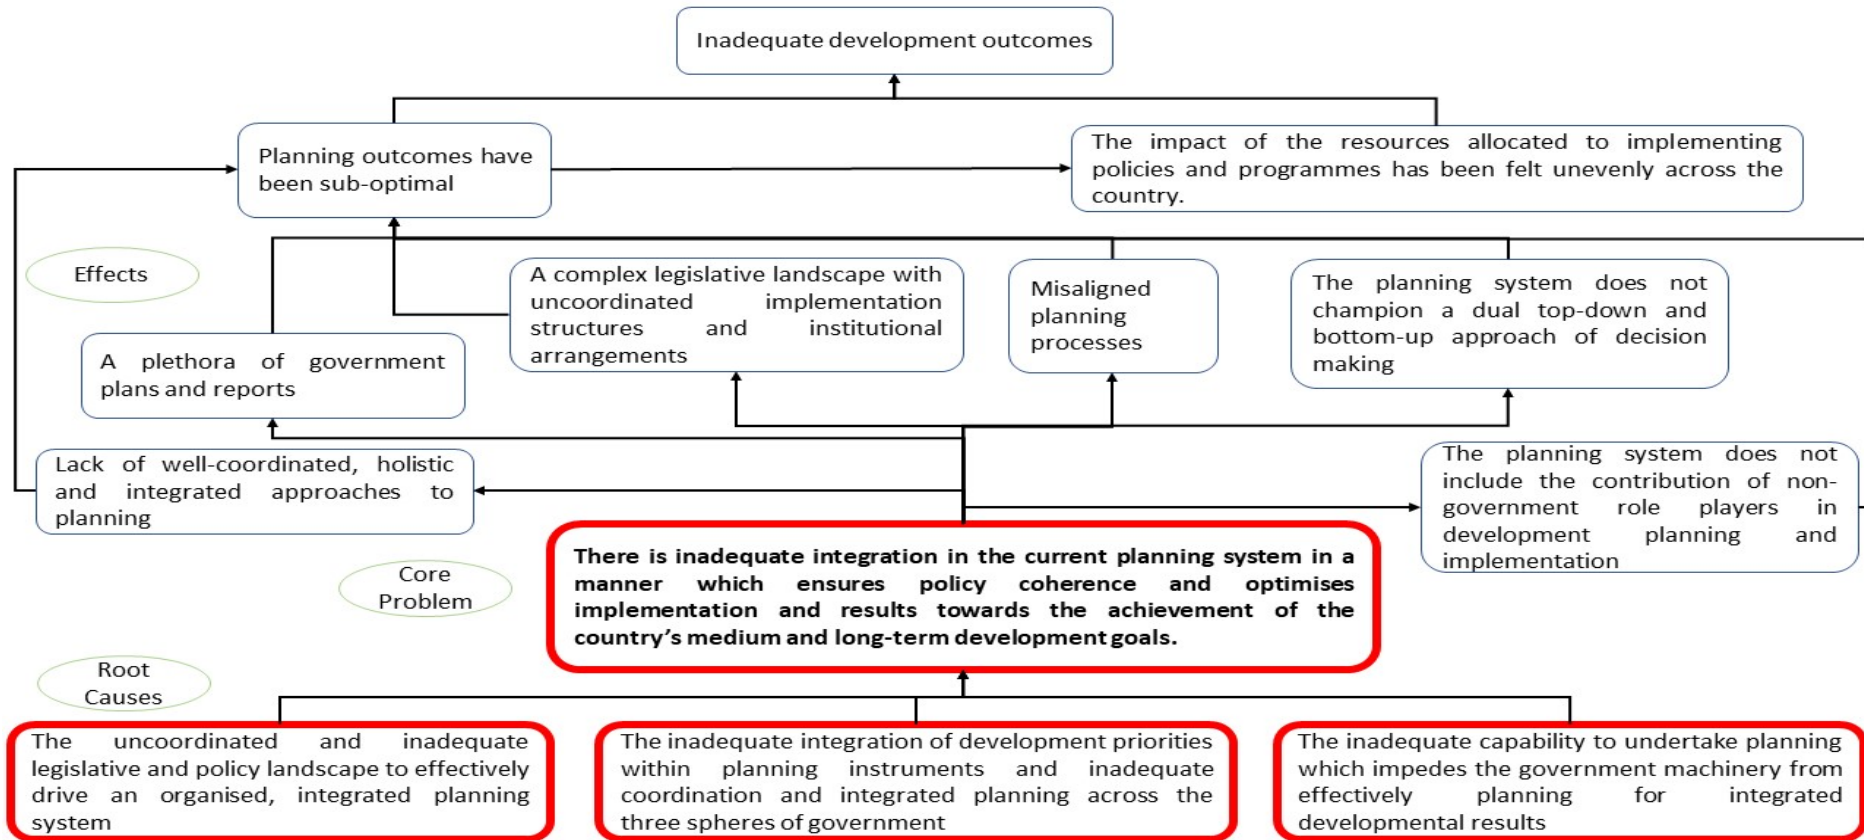 Inadequate development outcomes
Planning outcomes have
been sub-optimal
The impact of the resources allocated to implementing
policies and programmes has been felt unevenly across the
country.
Effects
A complex legislative landscape with
uncoordinated implementation
structures and institutional
arrangements
Misaligned
planning
processes
The planning system does not
champion a dual top-down and
bottom-up approach of decision
making
A plethora of government
plans and reports
Lack of well-coordinated, holistic
and integrated approaches to
planning
The planning system does not
include the contribution of non-
government role players in
development planning and
implementation
Core
Problem
There is inadequate integration in the current planning system in a
manner which ensures policy coherence and optimises
implementation and results towards the achievement of the
country’s medium and long-term development goals.
Root
Causes
The uncoordinated and inadequate
legislative and policy landscape to effectively
drive an organised, integrated planning
system
The inadequate integration of development priorities
within planning instruments and inadequate
coordination and integrated planning across the
three spheres of government
The inadequate capability to undertake planning
which impedes the government machinery from
effectively planning for integrated
developmental results